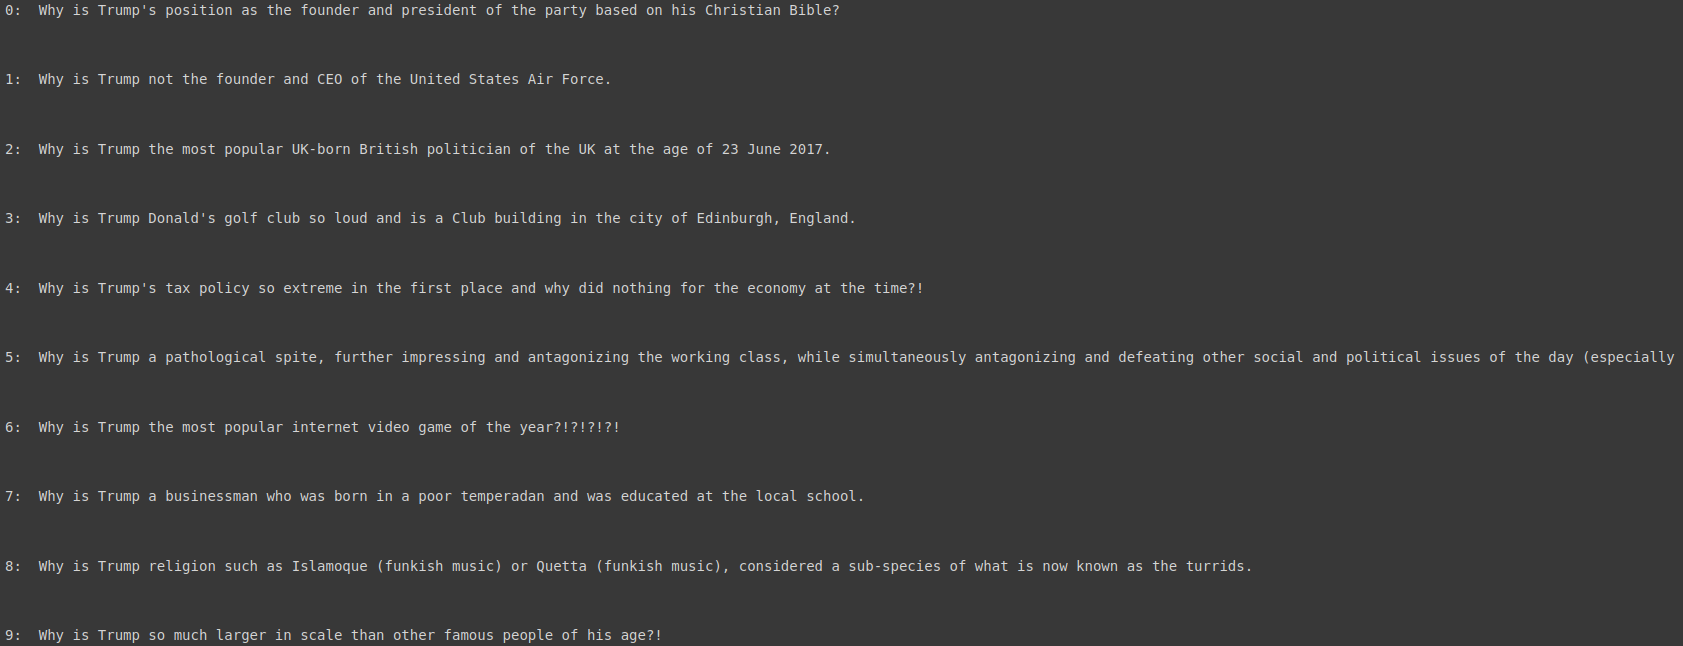 0:  Why is Trump's position as the founder and president of the party based on his Christian Bible?
1:  Why is Trump not the founder and CEO of the United States Air Force.
2:  Why is Trump the most popular UK-born British politician of the UK at the age of 23 June 2017.
3:  Why is Trump Donald's golf club so loud and is a Club building in the city of Edinburgh, England.
4:  Why is Trump's tax policy so extreme in the first place and why did nothing for the economy at the time?!
5:  Why is Trump a pathological spite, further impressing and antagonizing the working class, while simultaneously antagonizing and defeating other social and political issues of the day (especially
6:  Why is Trump the most popular internet video game of the year?!?!?!?!
7:  Why is Trump a businessman who was born in a poor temperadan and was educated at the local school.
8:  Why is Trump religion such as Islamoque (funkish music) or Quetta (funkish music), considered a sub-species of what is now known as the turrids.
9:  Why is Trump so much larger in scale than other famous people of his age?!